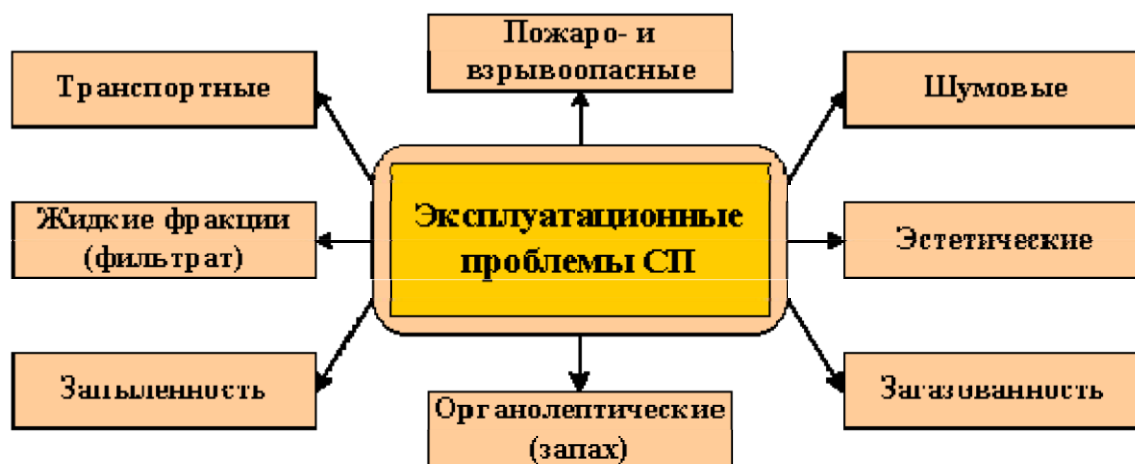 Пожаро- и
взрывоопасные
Транспортные
Шумовые
Жидкие фракции
(фильтрат)
Эксплуатационные
проблемы СП
Эстетические
Запыленность
Органолептические
(запах)
Загазованность